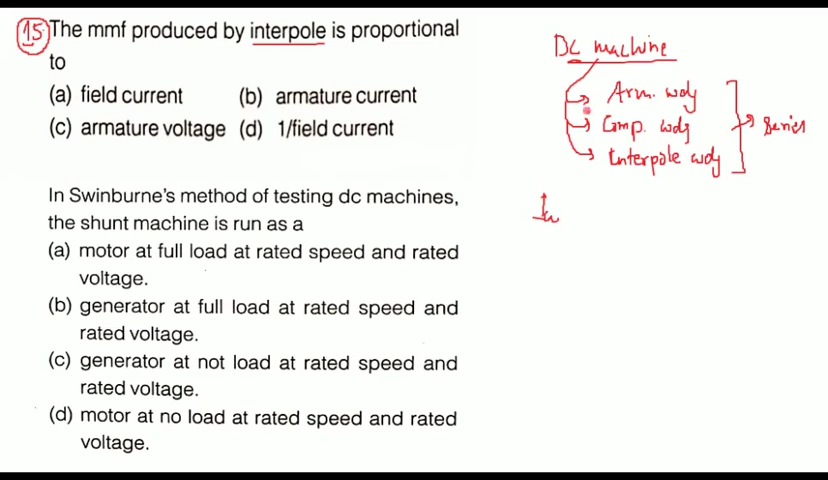 15 The mmf produced by interpole is proportional
to
(a) field current (b) armature current
(c) armature voltage (d) 1/field current
In Swinburne's method of testing dc machines,
the shunt machine is run as a
(a) motor at full load at rated speed and rated
voltage.
(b) generator at full load at rated speed and
rated voltage.
(c) generator at not load at rated speed and
rated voltage.
(d) motor at no load at rated speed and rated
voltage.
Dc machine
Arm. wdg
Comp. wdg
Interpole wdg
Series